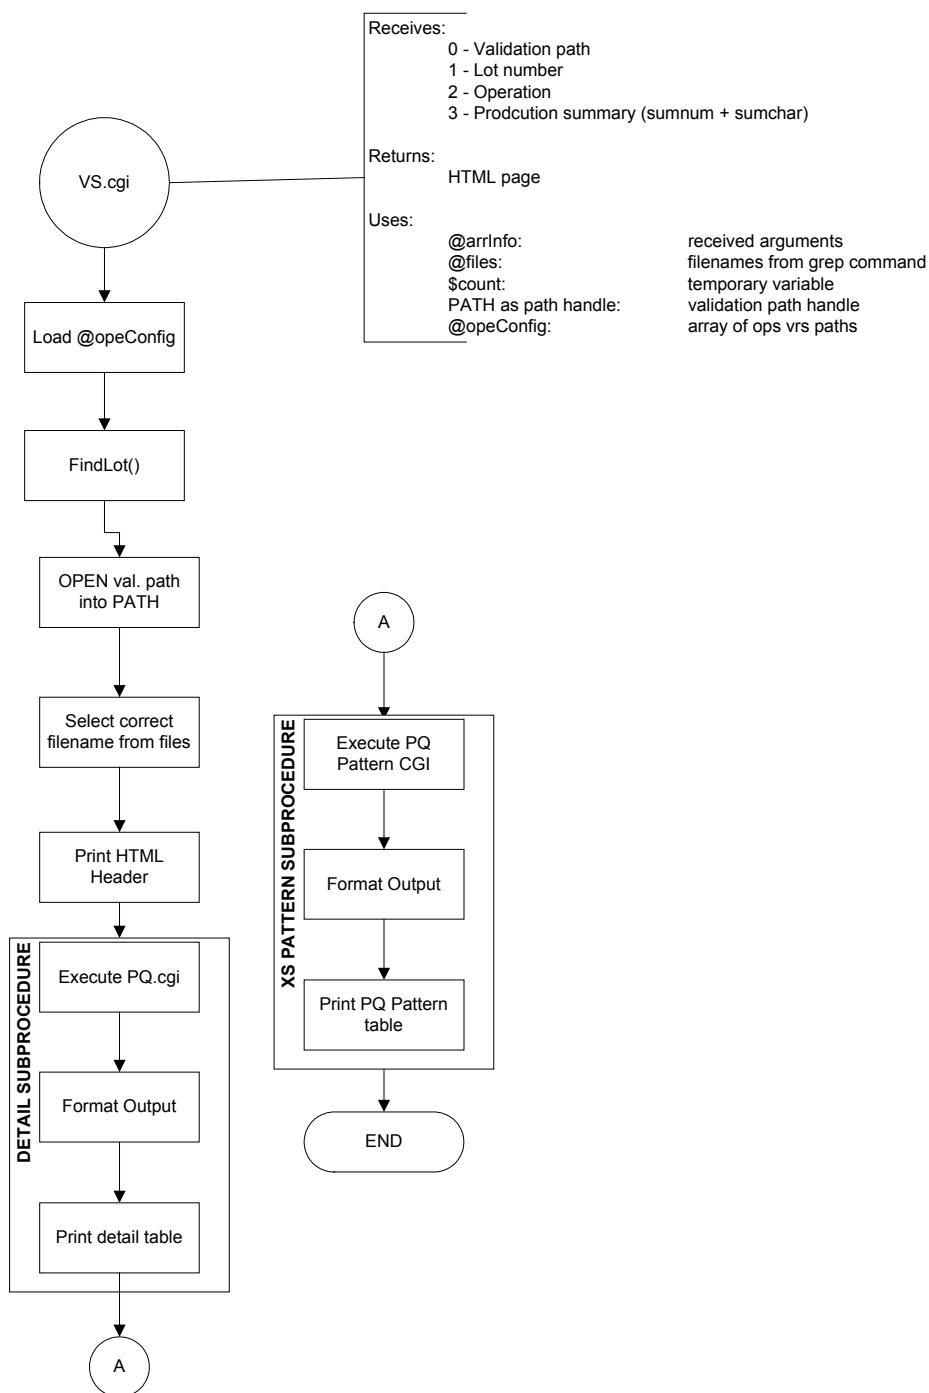 Receives:
0 - Validation path
1 - Lot number
2 - Operation
3 - Prodcution summary (sumnum + sumchar)
Returns:
HTML page
Uses:
@arrInfo: received arguments
@files: filenames from grep command
$count: temporary variable
PATH as path handle: validation path handle
@opeConfig: array of ops vrs paths
VS.cgi
Load @opeConfig
FindLot()
OPEN val. path
into PATH
Select correct
filename from files
Print HTML
Header
DETAIL SUBPROCEDURE
Execute PQ.cgi
Format Output
Print detail table
A
A
XS PATTERN SUBPROCEDURE
Execute PQ
Pattern CGI
Format Output
Print PQ Pattern
table
END